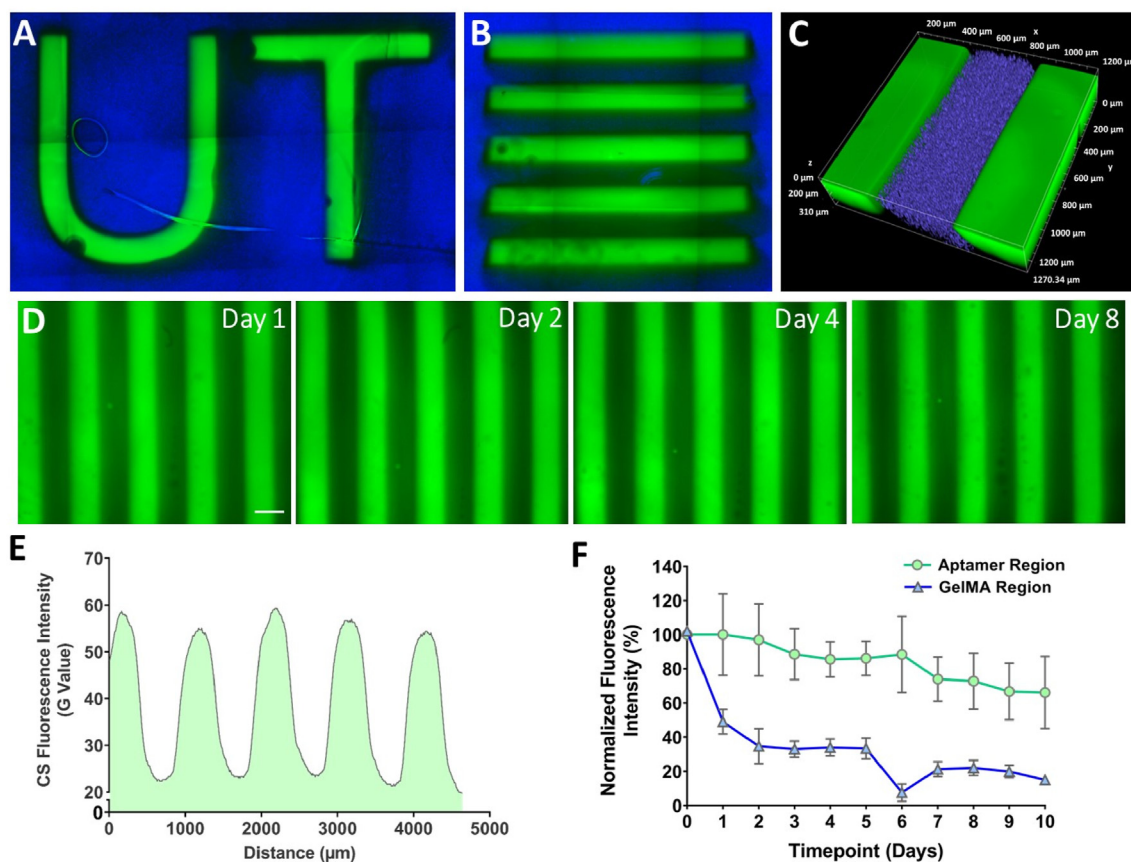 A
UT
B
C
200 µm
400 µm
600 µm
x
800 µm
1000 µm
1200 µm
0 µm
200 µm
400 µm
Y
600 µm
800 µm
1000 µm
1200 µm
1270.34 µm
z
0 µm
200 µm
310 µm
D
Day 1
Day 2
Day 4
Day 8
E
CS Fluorescence Intensity
(G Value)
70
60
50
40
30
20
0
0 1000 2000 3000 4000 5000
Distance (µm)
F
Aptamer Region
GelMA Region
Normalized Fluorescence
Intensity (%)
140
120
100
80
60
40
20
0
0 1 2 3 4 5 6 7 8 9 10
Timepoint (Days)